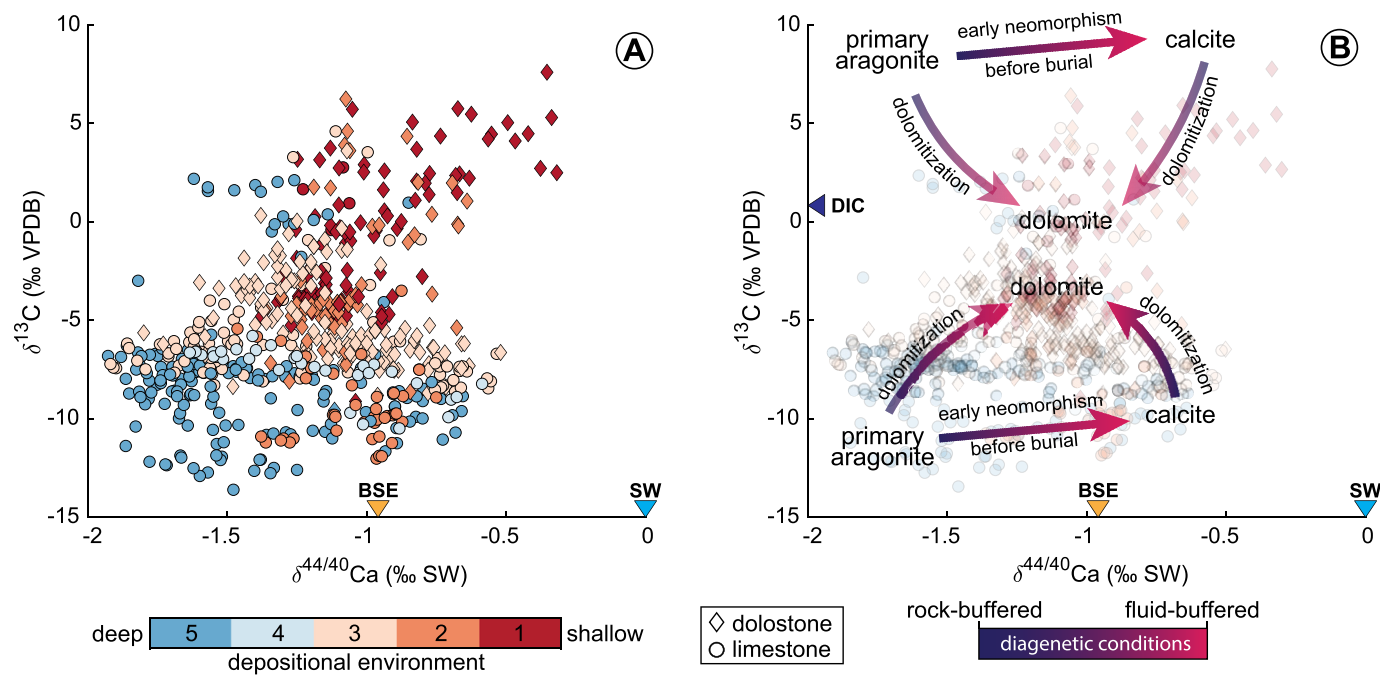 A
10
5
0
-5
-10
-15
δ13C (‰ VPDB)
BSE
SW
-2
-1.5
-1
-0.5
0
δ44/40Ca (‰ SW)
deep
5
4
3
2
1
shallow
depositional environment
B
10
5
0
-5
-10
-15
δ13C (‰ VPDB)
primary
aragonite
early neomorphism
before burial
calcite
dolomitization
dolomitization
DIC
dolomite
dolomite
dolomitization
dolomitization
early neomorphism
before burial
calcite
primary
aragonite
BSE
SW
-2
-1.5
-1
-0.5
0
δ44/40Ca (‰ SW)
dolostone
limestone
rock-buffered
fluid-buffered
diagenetic conditions